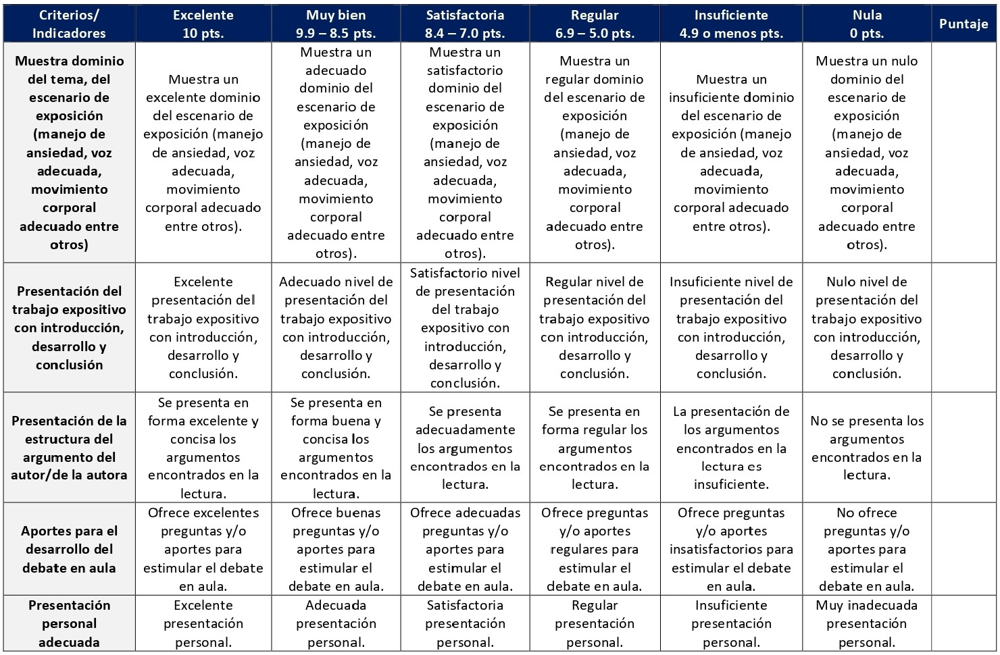 Criterios/
Indicadores
Excelente
10 pts.
Muy bien
9.9 – 8.5 pts.
Satisfactoria
8.4 – 7.0 pts.
Regular
6.9 – 5.0 pts.
Insuficiente
4.9 o menos pts.
Nula
0 pts.
Puntaje
Muestra dominio
del tema, del
escenario de
exposición
(manejo de
ansiedad, voz
adecuada,
movimiento
corporal
adecuado entre
otros)
Muestra un
excelente dominio
del escenario de
exposición (manejo
de ansiedad, voz
adecuada,
movimiento
corporal adecuado
entre otros).
Muestra un
adecuado
dominio del
escenario de
exposición
(manejo de
ansiedad, voz
adecuada,
movimiento
corporal
adecuado entre
otros).
Muestra un
satisfactorio
dominio del
escenario de
exposición
(manejo de
ansiedad, voz
adecuada,
movimiento
corporal
adecuado entre
otros).
Muestra un
regular dominio
del escenario de
exposición
(manejo de
ansiedad, voz
adecuada,
movimiento
corporal
adecuado entre
otros).
Muestra un
insuficiente dominio
del escenario de
exposición (manejo
de ansiedad, voz
adecuada,
movimiento
corporal adecuado
entre otros).
Muestra un nulo
dominio del
escenario de
exposición
(manejo de
ansiedad, voz
adecuada,
movimiento
corporal
adecuado entre
otros).
Presentación del
trabajo expositivo
con introducción,
desarrollo y
conclusión
Excelente
presentación del
trabajo expositivo
con introducción,
desarrollo y
conclusión.
Adecuado nivel de
presentación del
trabajo expositivo
con introducción,
desarrollo y
conclusión.
Satisfactorio nivel
de presentación
del trabajo
expositivo con
introducción,
desarrollo y
conclusión.
Regular nivel de
presentación del
trabajo expositivo
con introducción,
desarrollo y
conclusión.
Insuficiente nivel de
presentación del
trabajo expositivo
con introducción,
desarrollo y
conclusión.
Nulo nivel de
presentación del
trabajo expositivo
con introducción,
desarrollo y
conclusión.
Presentación de la
estructura del
argumento del
autor/de la autora
Se presenta en
forma excelente y
concisa los
argumentos
encontrados en la
lectura.
Se presenta en
forma buena y
concisa los
argumentos
encontrados en la
lectura.
Se presenta
adecuadamente
los argumentos
encontrados en la
lectura.
Se presenta en
forma regular los
argumentos
encontrados en la
lectura.
La presentación de
los argumentos
encontrados en la
lectura es
insuficiente.
No se presenta los
argumentos
encontrados en la
lectura.
Aportes para el
desarrollo del
debate en aula
Ofrece excelentes
preguntas y/o
aportes para
estimular el debate
en aula.
Ofrece buenas
preguntas y/o
aportes para
estimular el
debate en aula.
Ofrece adecuadas
preguntas y/o
aportes para
estimular el
debate en aula.
Ofrece preguntas
y/o aportes
regulares para
estimular el
debate en aula.
Ofrece preguntas
y/o aportes
insatisfactorios para
estimular el debate
en aula.
No ofrece
preguntas y/o
aportes para
estimular el
debate en aula.
Presentación
personal
adecuada
Excelente
presentación
personal.
Adecuada
presentación
personal.
Satisfactoria
presentación
personal.
Regular
presentación
personal.
Insuficiente
presentación
personal.
Muy inadecuada
presentación
personal.